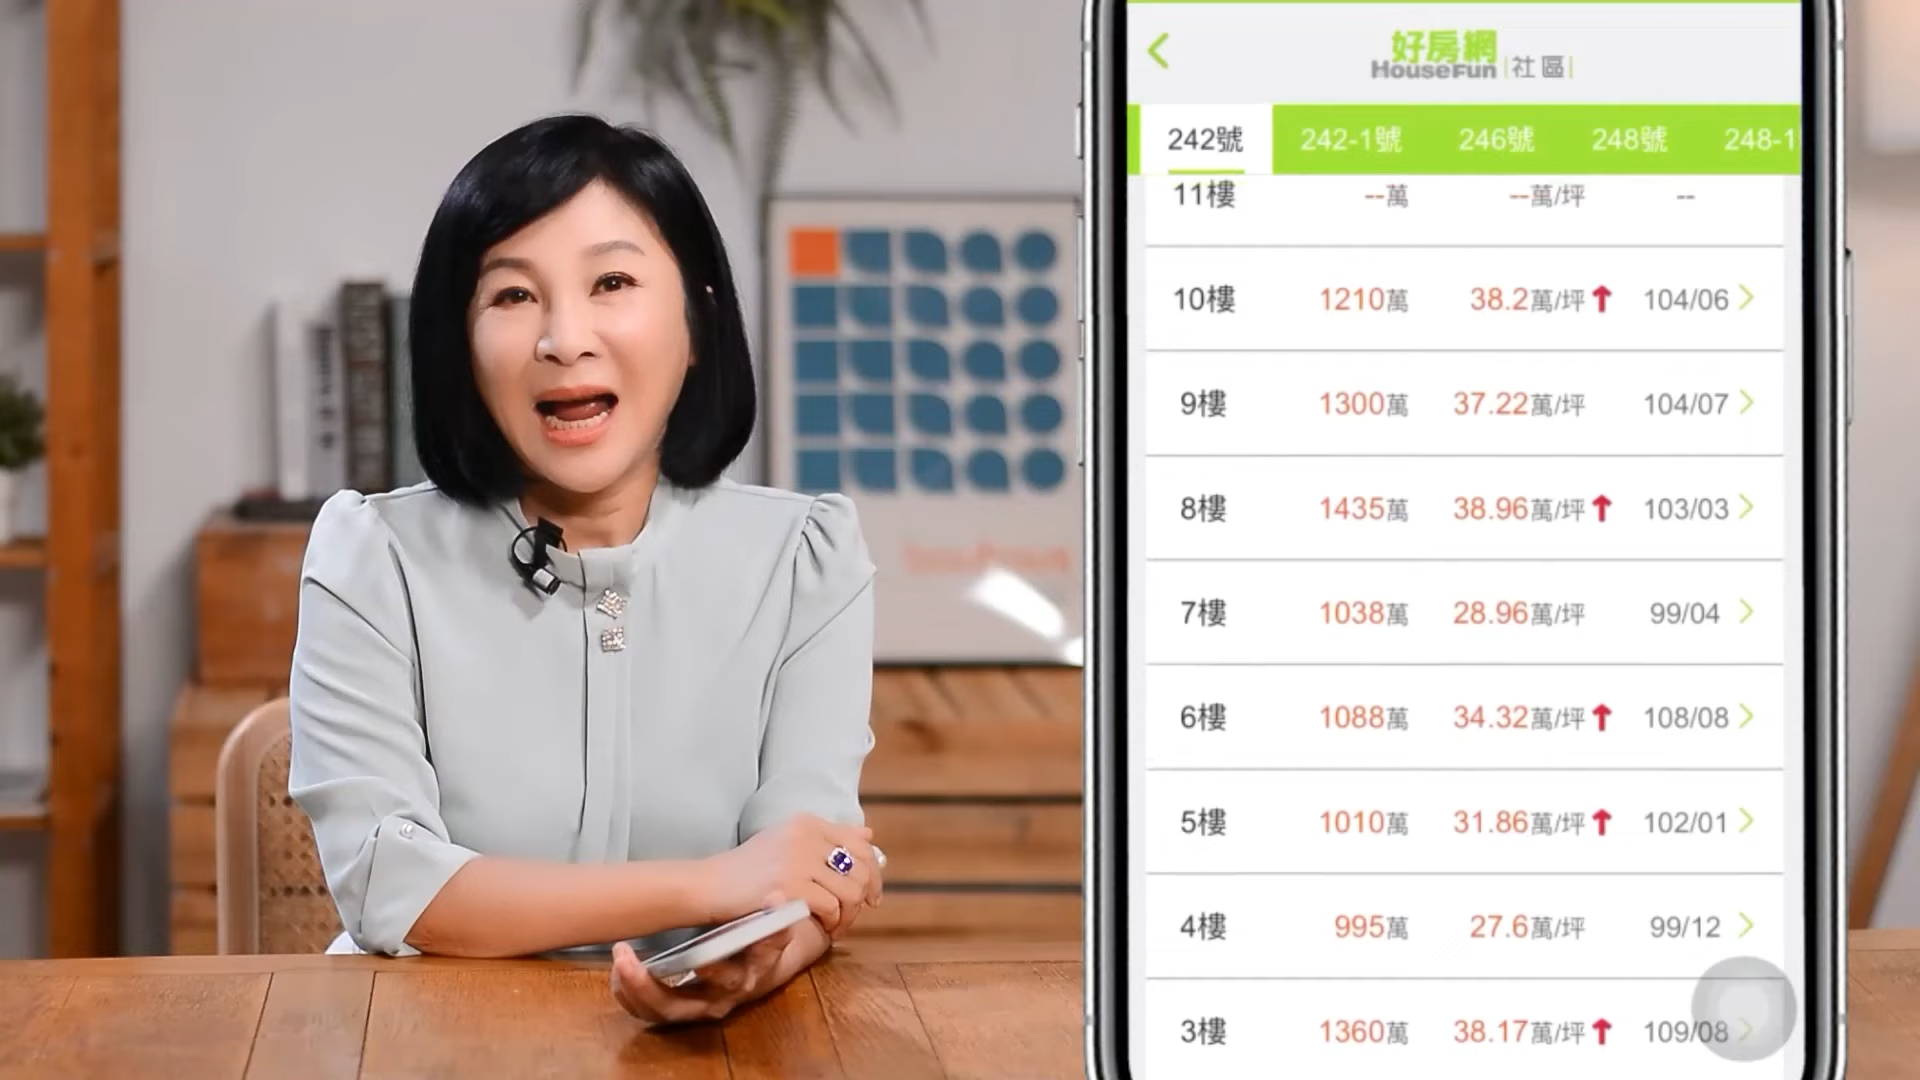 好房網
HouseFun 社區
242號 242-1號 246號 248號 248-1
11樓 --萬 --萬/坪 --
10樓 1210萬 38.2萬/坪 104/06
9樓 1300萬 37.22萬/坪 104/07
8樓 1435萬 38.96萬/坪 103/03
7樓 1038萬 28.96萬/坪 99/04
6樓 1088萬 34.32萬/坪 108/08
5樓 1010萬 31.86萬/坪 102/01
4樓 995萬 27.6萬/坪 99/12
3樓 1360萬 38.17萬/坪 109/08